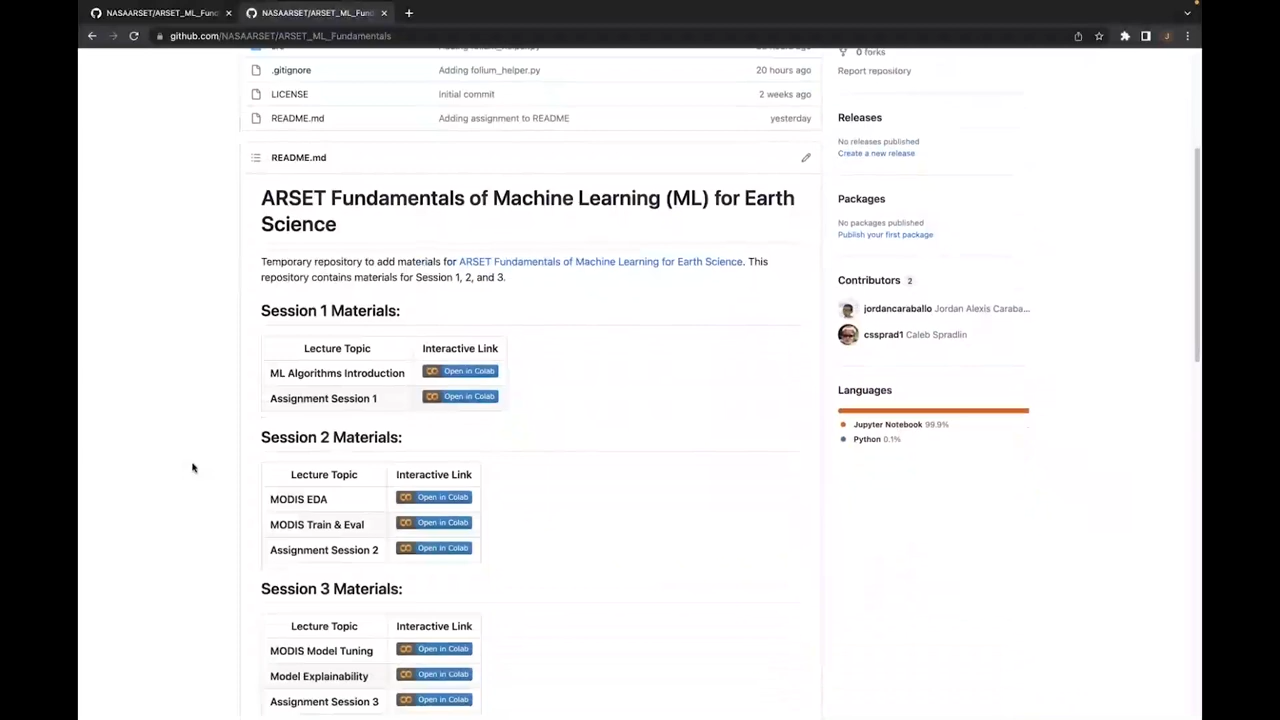 NASAARSET/ARSET_ML_Fund
NASAARSET/ARSET_ML_Fund
github.com/NASAARSET/ARSET_ML_Fundamentals
J
Adding folium_helper.py
0 forks
.gitignore Adding folium_helper.py 20 hours ago
Report repository
LICENSE Initial commit 2 weeks ago
README.md Adding assignment to README yesterday
Releases
No releases published
Create a new release
README.md
ARSET Fundamentals of Machine Learning (ML) for Earth
Science
Packages
No packages published
Publish your first package
Temporary repository to add materials for ARSET Fundamentals of Machine Learning for Earth Science. This
repository contains materials for Session 1, 2, and 3.
Contributors 2
jordancaraballo Jordan Alexis Caraba...
cssprad1 Caleb Spradlin
Session 1 Materials:
Lecture Topic Interactive Link
ML Algorithms Introduction Open in Colab
Assignment Session 1 Open in Colab
Languages
Jupyter Notebook 99.9%
Python 0.1%
Session 2 Materials:
Lecture Topic Interactive Link
MODIS EDA Open in Colab
MODIS Train & Eval Open in Colab
Assignment Session 2 Open in Colab
Session 3 Materials:
Lecture Topic Interactive Link
MODIS Model Tuning Open in Colab
Model Explainability Open in Colab
Assignment Session 3 Open in Colab